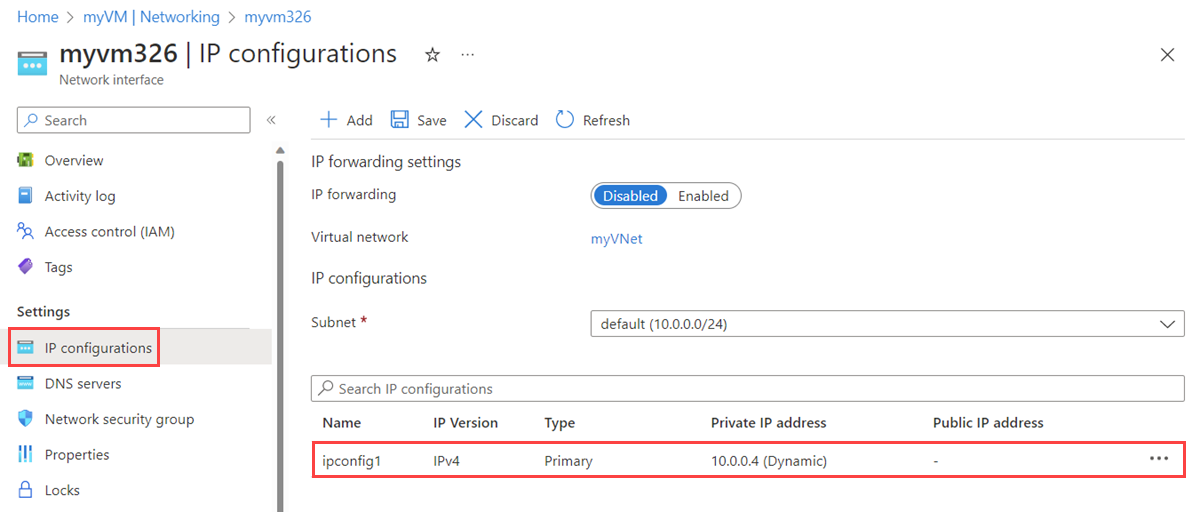 Home > myVM | Networking > myvm326
myvm326 | IP configurations
Network interface
Search
Overview
Activity log
Access control (IAM)
Tags
Settings
IP configurations
DNS servers
Network security group
Properties
Locks
Add Save Discard Refresh
IP forwarding settings
IP forwarding Disabled Enabled
Virtual network myVNet
IP configurations
Subnet * default (10.0.0.0/24)
Search IP configurations
Name IP Version Type Private IP address Public IP address
ipconfig1 IPv4 Primary 10.0.0.4 (Dynamic) -